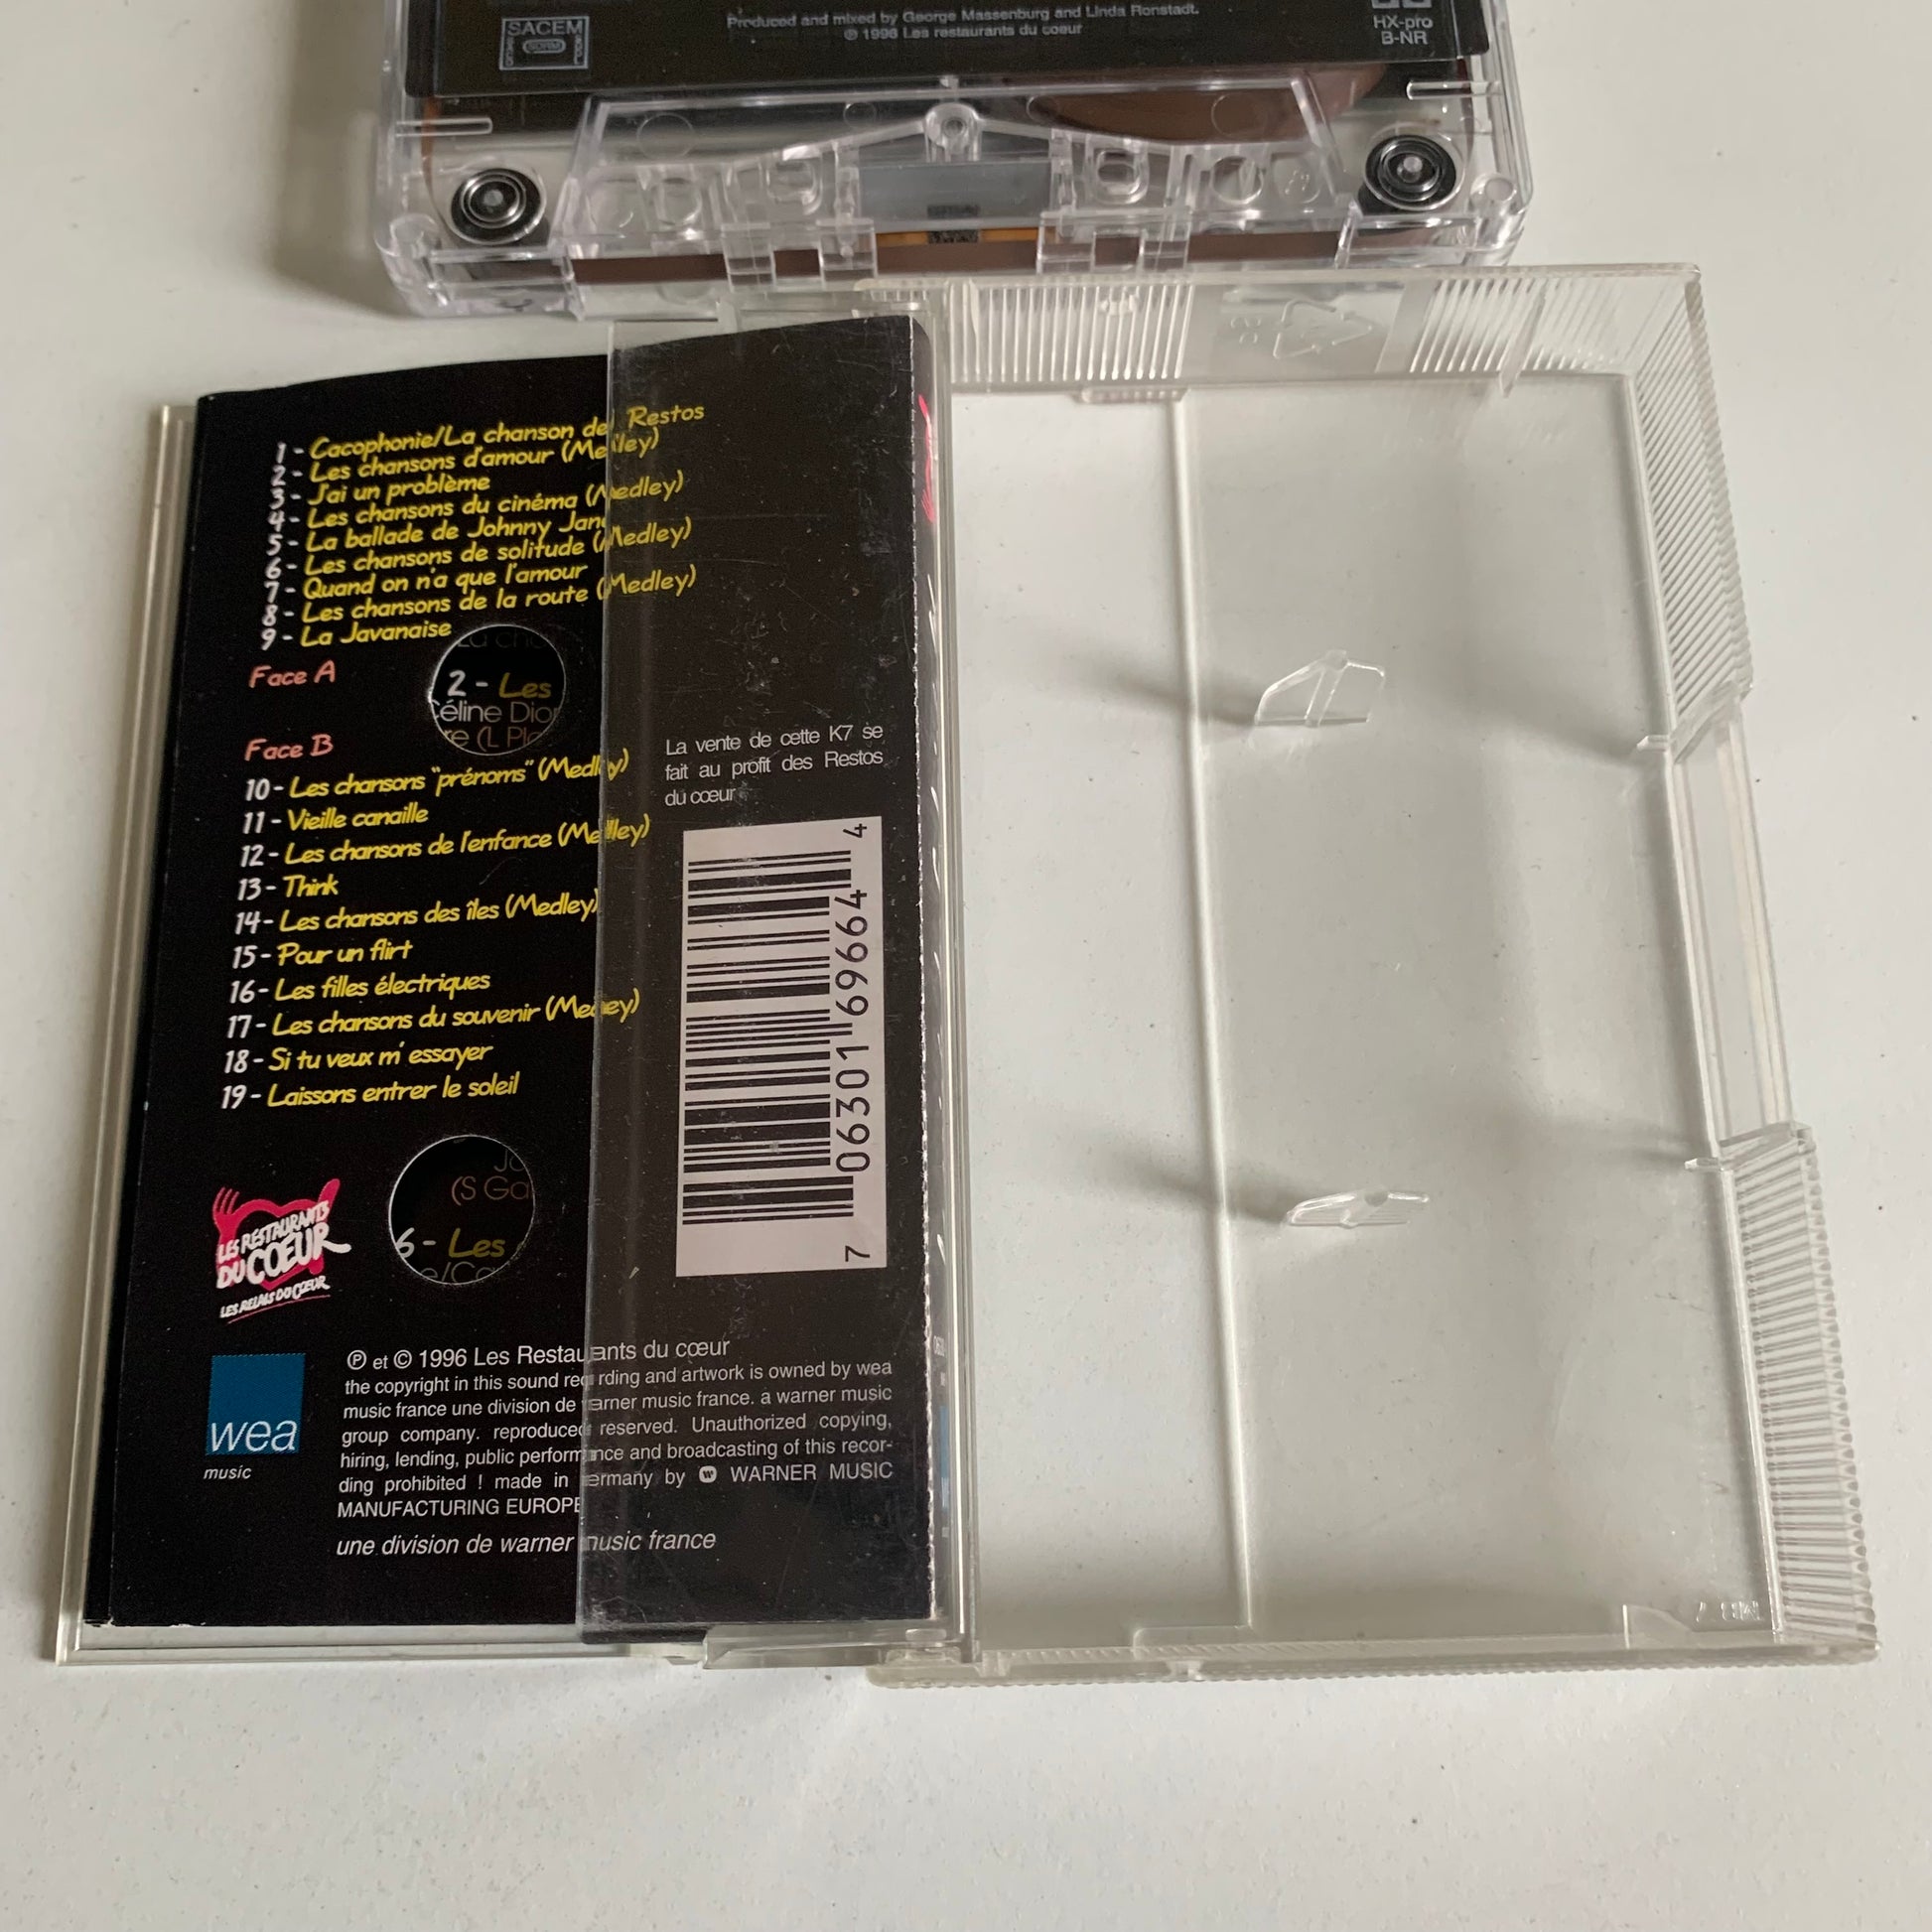 SACEM
Produced and mixed by George Massenburg and Linda Ronstadt.
℗ 1996 Les restaurants du coeur
HX-pro
B-NR
1 - Cacophonie/La chanson des Restos
2 - Les chansons d'amour (Medley)
3 - J'ai un problème
4 - Les chansons du cinéma (Medley)
5 - La ballade de Johnny Jane
6 - Les chansons de solitude (Medley)
7 - Quand on n'a que l'amour
8 - Les chansons de la route (Medley)
9 - La Javanaise
Face A
2 - Les
Céline Dion
Face B
10 - Les chansons "prénoms" (Medley)
11 - Vieille canaille
12 - Les chansons de l'enfance (Medley)
13 - Think
14 - Les chansons des îles (Medley)
15 - Pour un flirt
16 - Les filles électriques
17 - Les chansons du souvenir (Medley)
18 - Si tu veux m'essayer
19 - Laissons entrer le soleil
(S Ga
6 - Les
La vente de cette K7 se
fait au profit des Restos
du cœur
7 06301 69664 4
LES RESTAURANTS
DU COEUR
LES RELAIS DU CŒUR
wea
music
℗ et © 1996 Les Restaurants du cœur
the copyright in this sound recording and artwork is owned by wea
music france une division de warner music france. a warner music
group company. reproduced reserved. Unauthorized copying,
hiring, lending, public performance and broadcasting of this recor-
ding prohibited ! made in germany by WARNER MUSIC
MANUFACTURING EUROPE
une division de warner music france